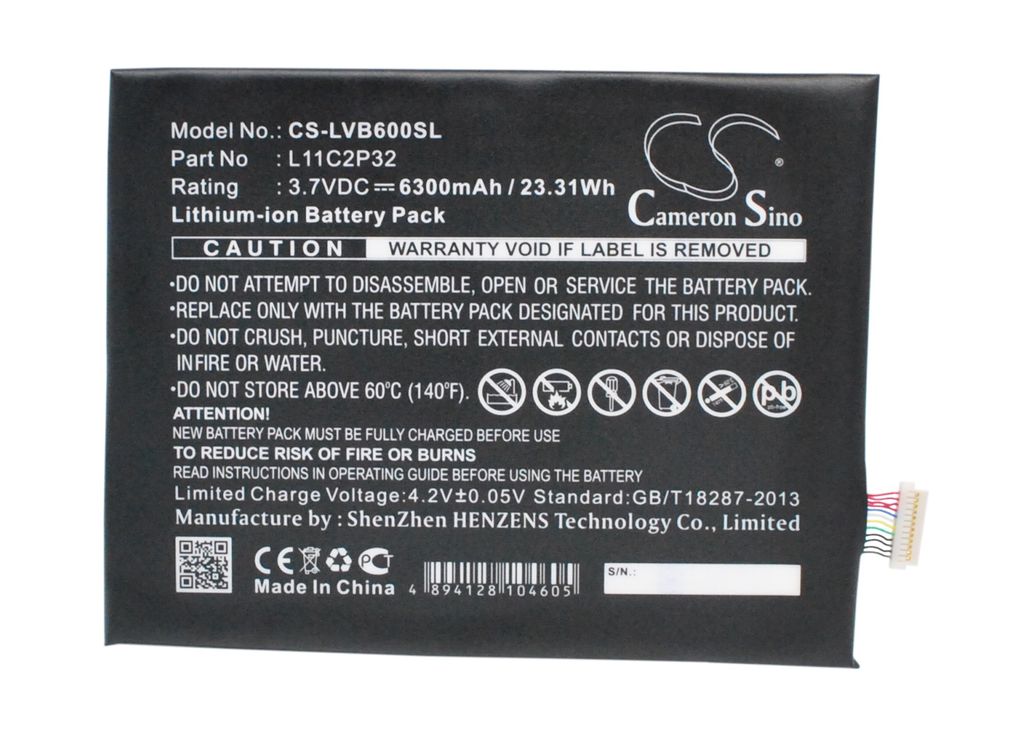 Model No.: CS-LVB600SL
Part No : L11C2P32
Rating : 3.7VDC⎓6300mAh / 23.31Wh
Lithium-ion Battery Pack
CS®
Cameron Sino
CAUTION WARRANTY VOID IF LABEL IS REMOVED
•DO NOT ATTEMPT TO DISASSEMBLE, OPEN OR SERVICE THE BATTERY PACK.
•REPLACE ONLY WITH THE BATTERY PACK DESIGNATED FOR THIS PRODUCT.
•DO NOT CRUSH, PUNCTURE, SHORT EXTERNAL CONTACTS OR DISPOSE OF
INFIRE OR WATER.
•DO NOT STORE ABOVE 60°C (140°F).
Pb
pb-free
ATTENTION!
NEW BATTERY PACK MUST BE FULLY CHARGED BEFORE USE
TO REDUCE RISK OF FIRE OR BURNS
READ INSTRUCTIONS IN OPERATING GUIDE BEFORE USING THE BATTERY
Limited Charge Voltage:4.2V±0.05V Standard:GB/T18287-2013
Manufacture by : ShenZhen HENZENS Technology Co., Limited
CE PCT
Made In China
4 894128 104605
S/N.: